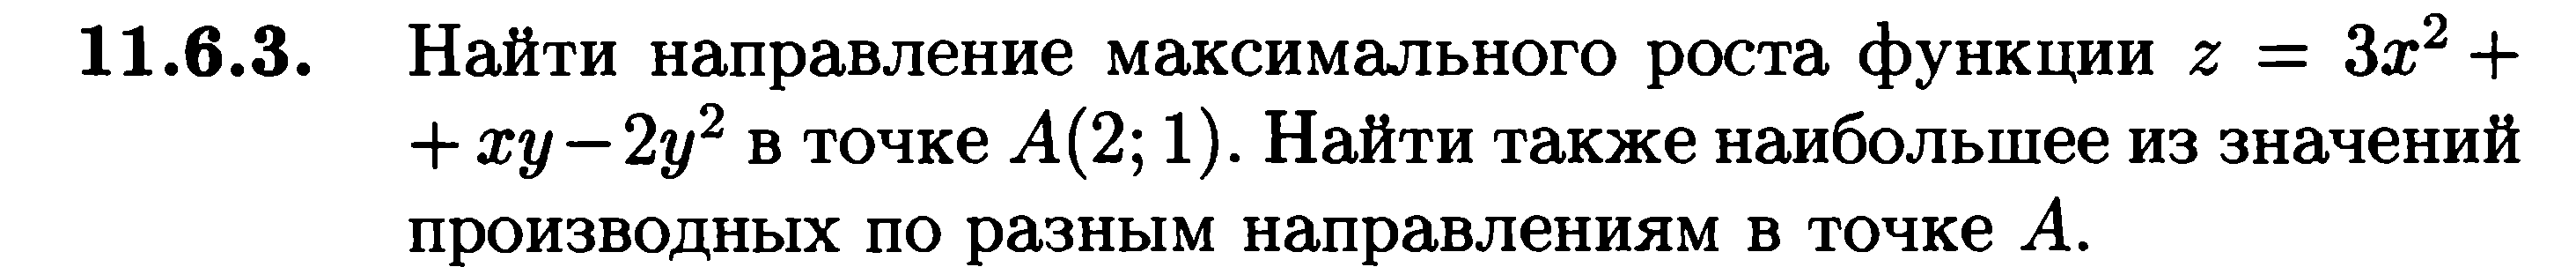 11.6.3. Найти направление максимального роста функции z = 3x² +
+ xy − 2y² в точке A(2; 1). Найти также наибольшее из значений
производных по разным направлениям в точке A.